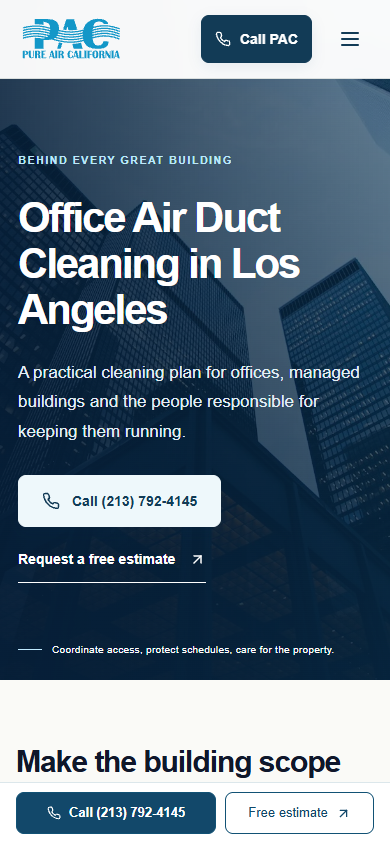 PAC
PURE AIR CALIFORNIA
Call PAC
BEHIND EVERY GREAT BUILDING
Office Air Duct
Cleaning in Los
Angeles
A practical cleaning plan for offices, managed
buildings and the people responsible for
keeping them running.
Call (213) 792-4145
Request a free estimate
Coordinate access, protect schedules, care for the property.
Make the building scope
Call (213) 792-4145
Free estimate